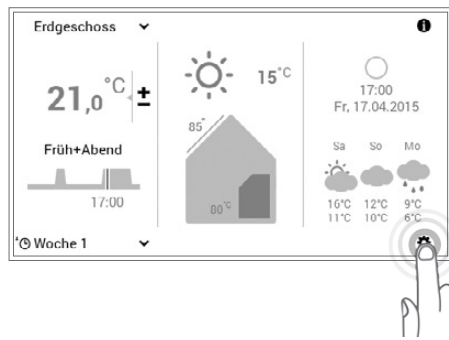 Erdgeschoss
21,0 °C ±
Früh+Abend
17:00
Woche 1
15°C
85°
80°C
17:00
Fr, 17.04.2015
Sa So Mo
16°C 12°C 9°C
11°C 10°C 6°C